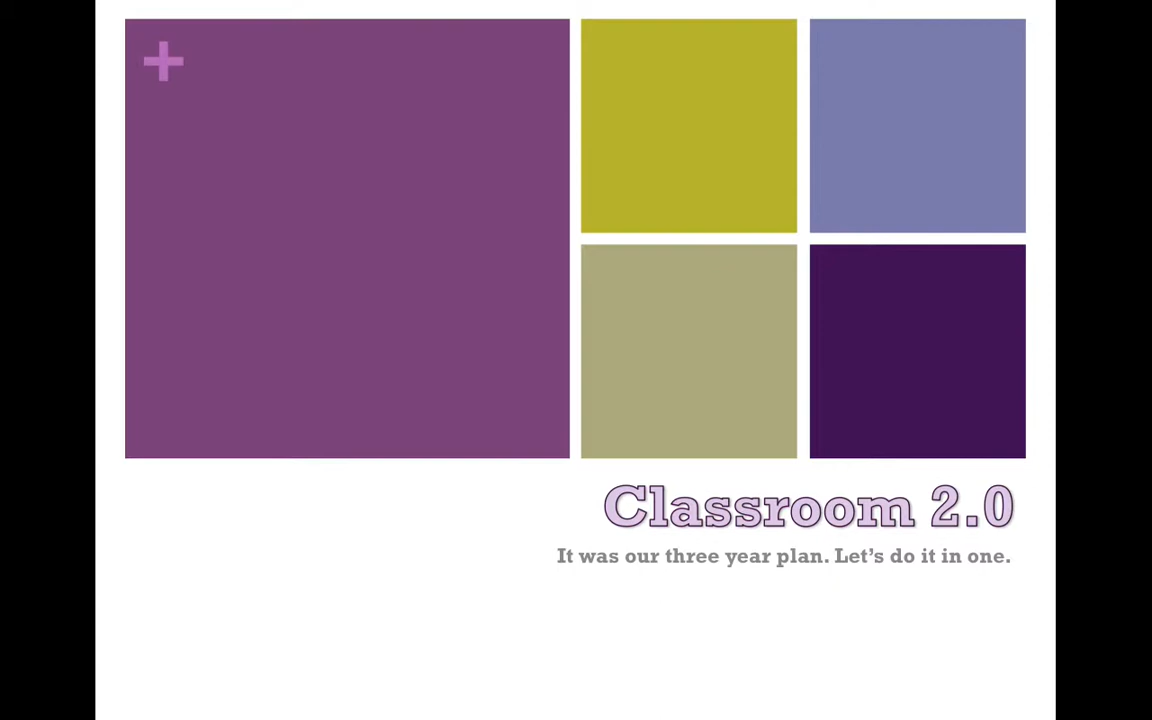 +
Classroom 2.0
It was our three year plan. Let’s do it in one.